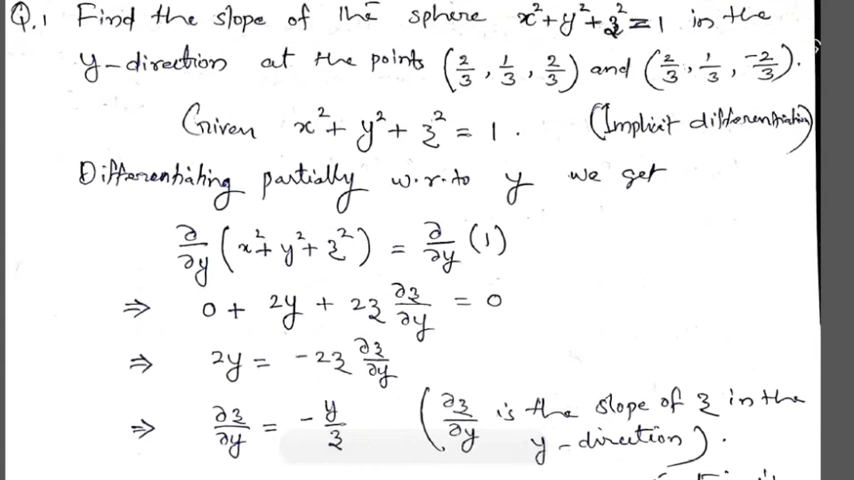 Q.1 Find the slope of the sphere x²+y²+z²=1 in the
y-direction at the points (2/3, 1/3, 2/3) and (2/3, 1/3, -2/3).
Given x²+y²+z²=1. (Implicit differentiation)
Differentiating partially w.r.to y we get
∂/∂y (x²+y²+z²) = ∂/∂y (1)
⇒ 0 + 2y + 2z ∂z/∂y = 0
⇒ 2y = -2z ∂z/∂y
⇒ ∂z/∂y = -y/z (∂z/∂y is the slope of z in the
y-direction).